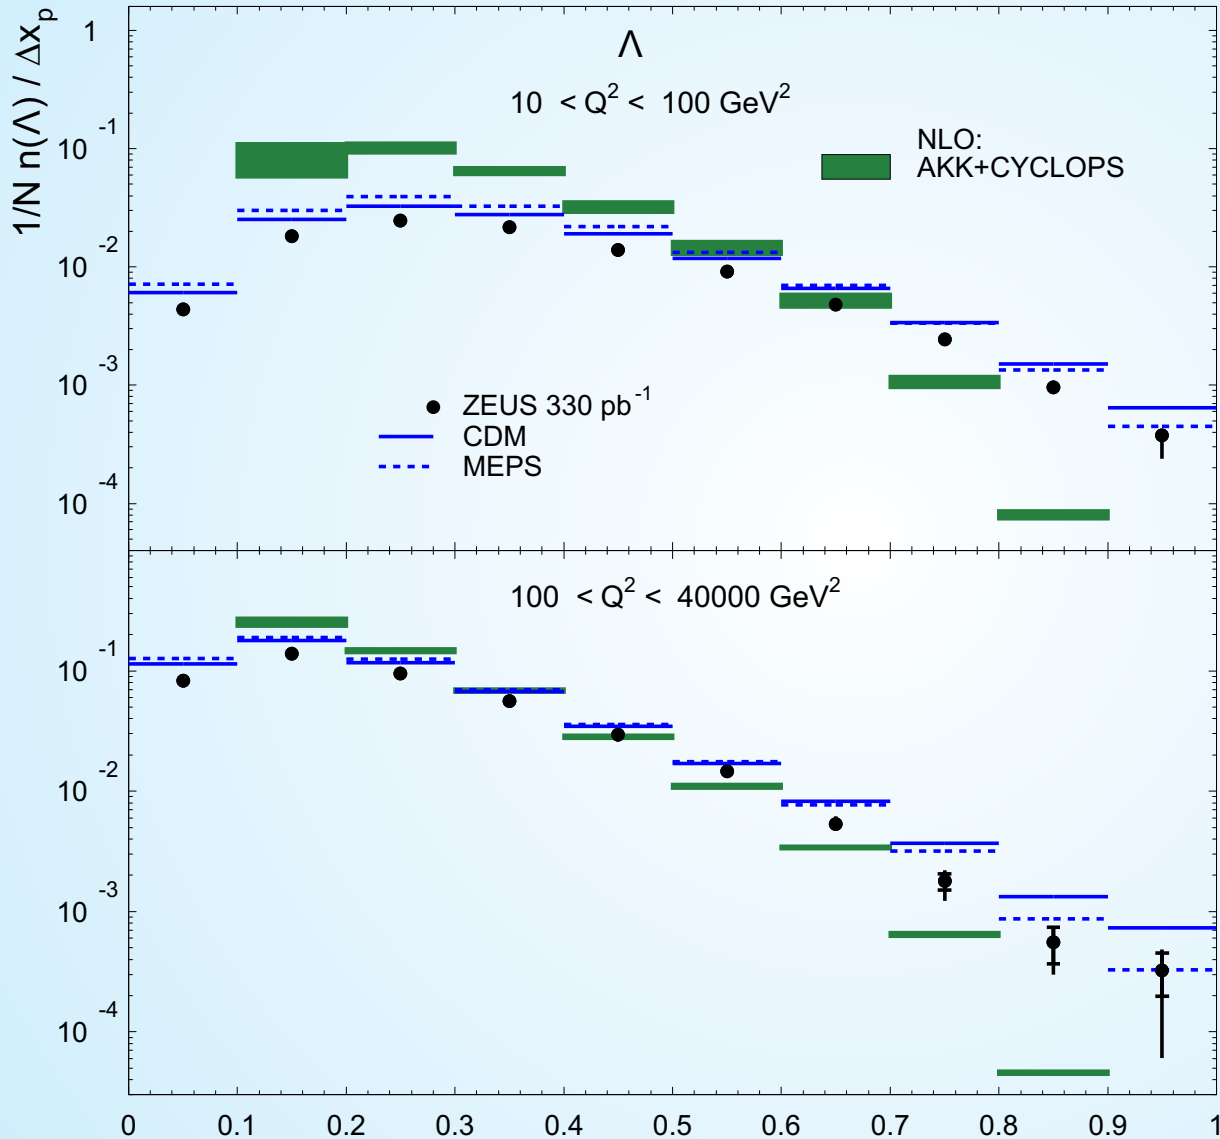 1/N n(Λ) / Δx_p
Λ
10 < Q² < 100 GeV²
NLO:
AKK+CYCLOPS
ZEUS 330 pb⁻¹
CDM
MEPS
1
10⁻¹
10⁻²
10⁻³
10⁻⁴
100 < Q² < 40000 GeV²
10⁻¹
10⁻²
10⁻³
10⁻⁴
0 0.1 0.2 0.3 0.4 0.5 0.6 0.7 0.8 0.9 1